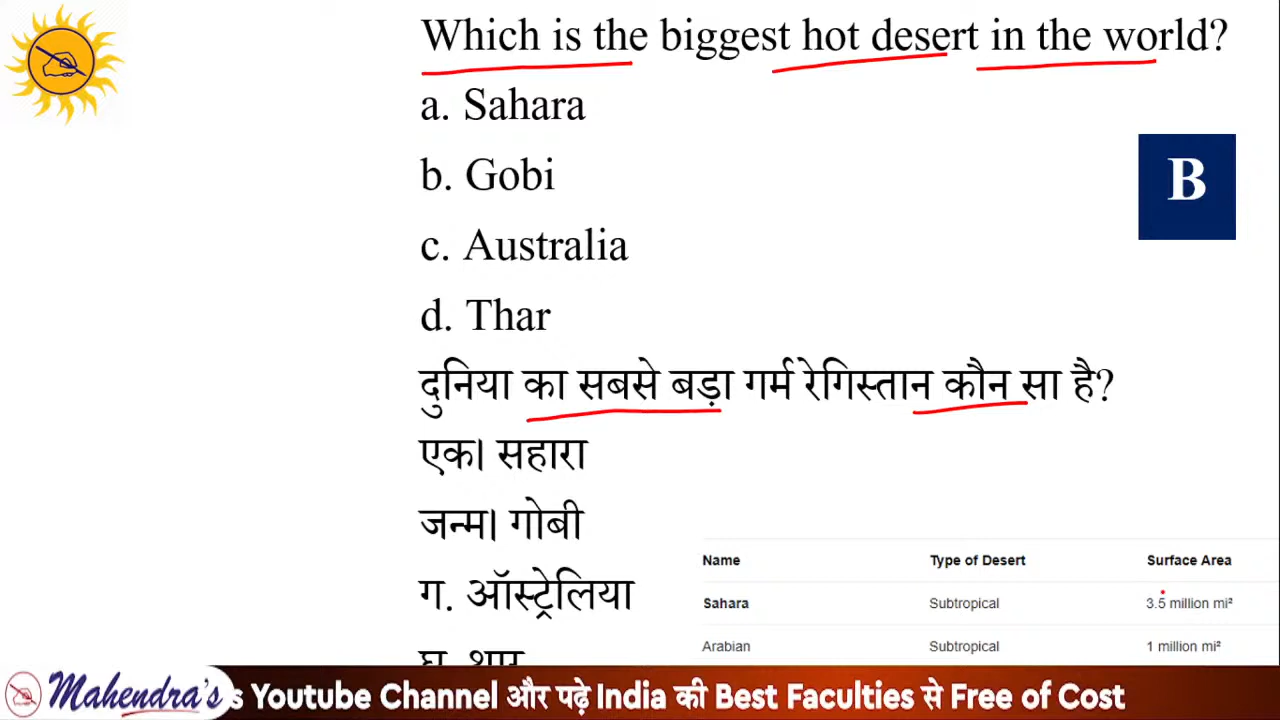 Which is the biggest hot desert in the world?
a. Sahara
b. Gobi
B
c. Australia
d. Thar
दुनिया का सबसे बड़ा गर्म रेगिस्तान कौन सा है?
एक। सहारा
जन्म। गोबी
ग. ऑस्ट्रेलिया
Name Type of Desert Surface Area
Sahara Subtropical 3.5 million mi²
Arabian Subtropical 1 million mi²
घ. थार
Mahendra's s Youtube Channel और पढ़े India की Best Faculties से Free of Cost